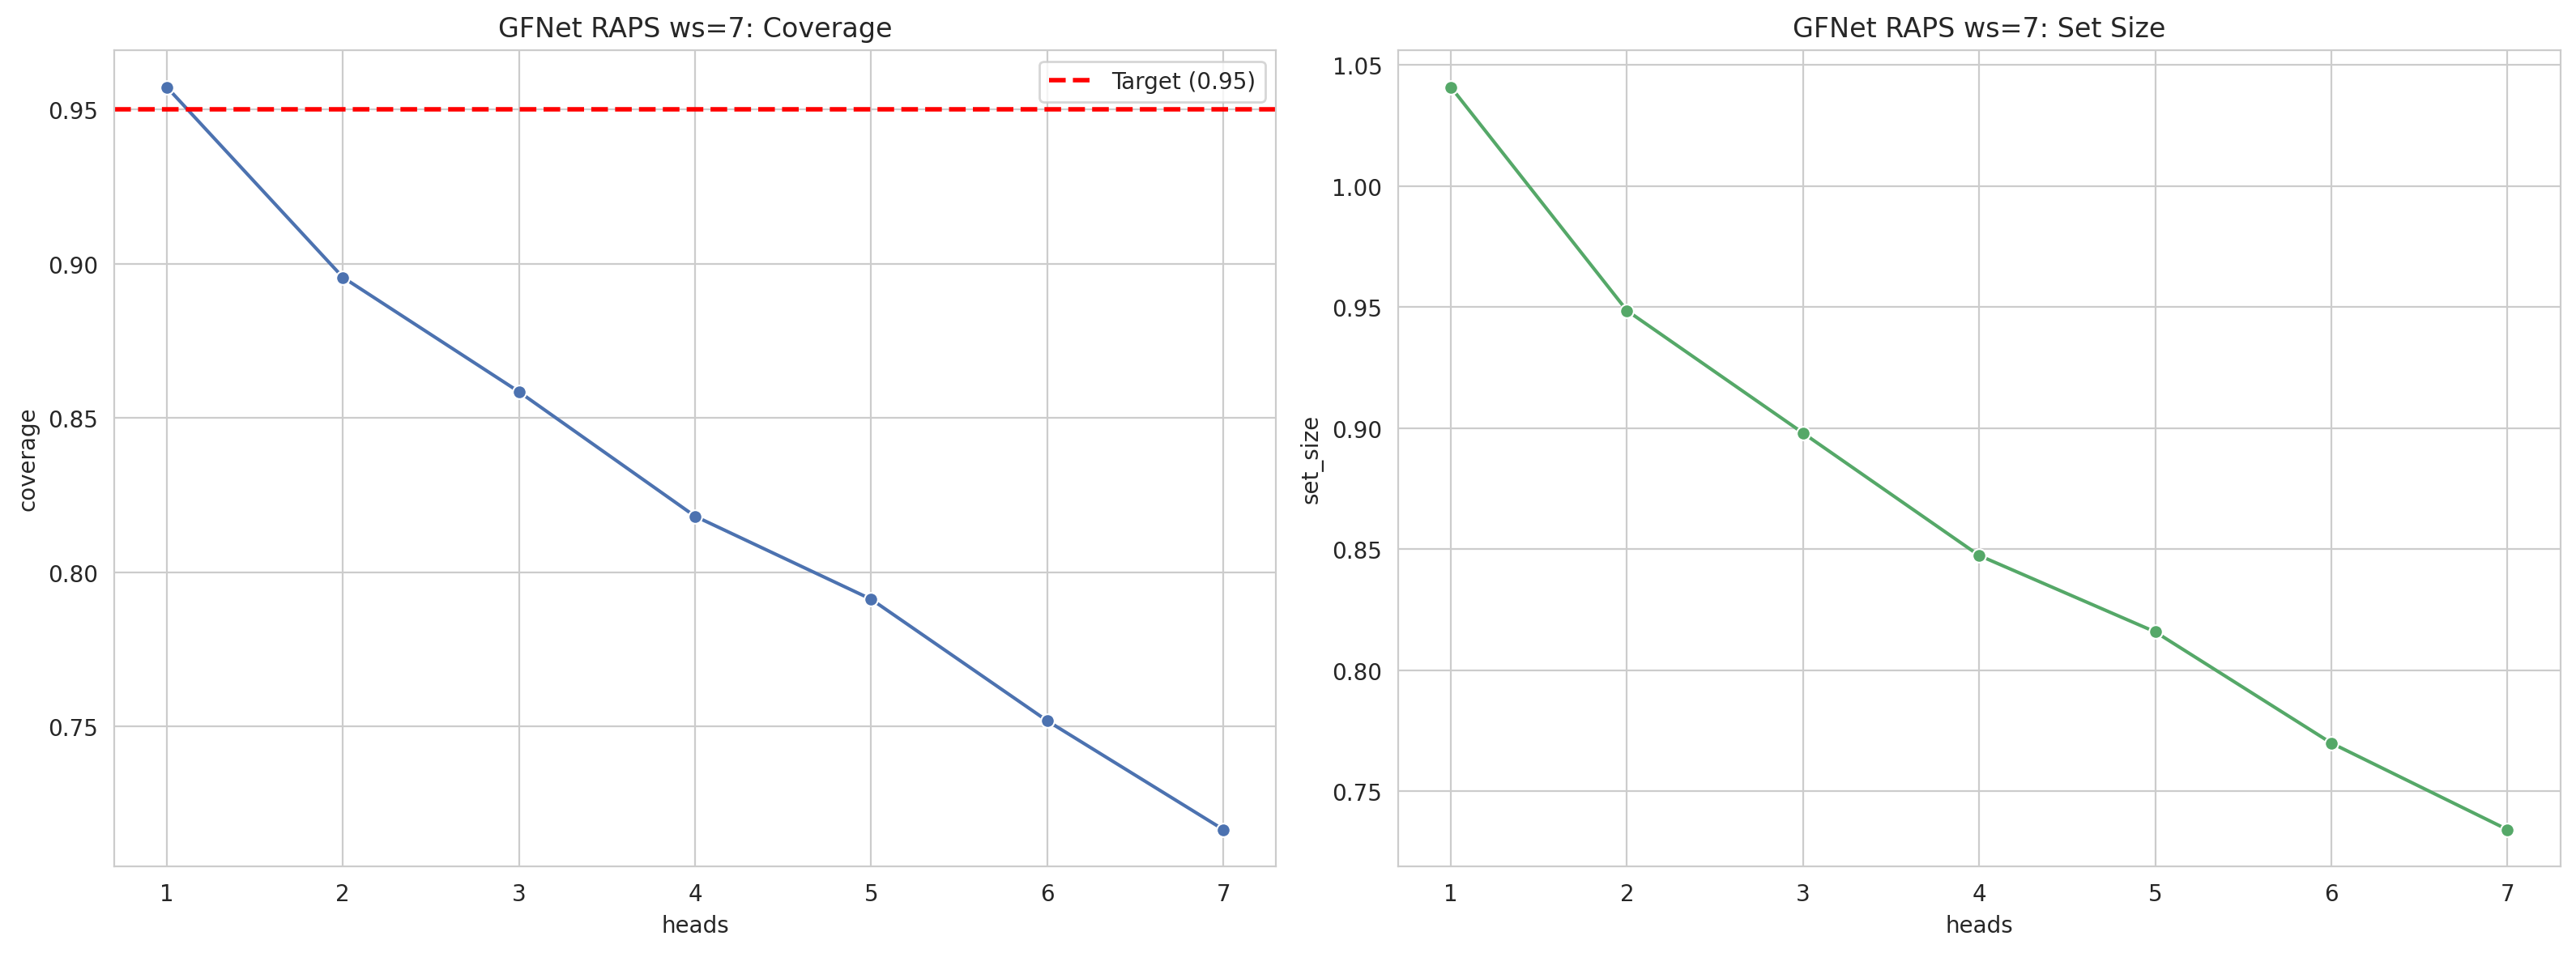 GFNet RAPS ws=7: Coverage
Target (0.95)
0.95
0.90
0.85
0.80
0.75
coverage
1 2 3 4 5 6 7
heads
GFNet RAPS ws=7: Set Size
1.05
1.00
0.95
0.90
0.85
0.80
0.75
set_size
1 2 3 4 5 6 7
heads